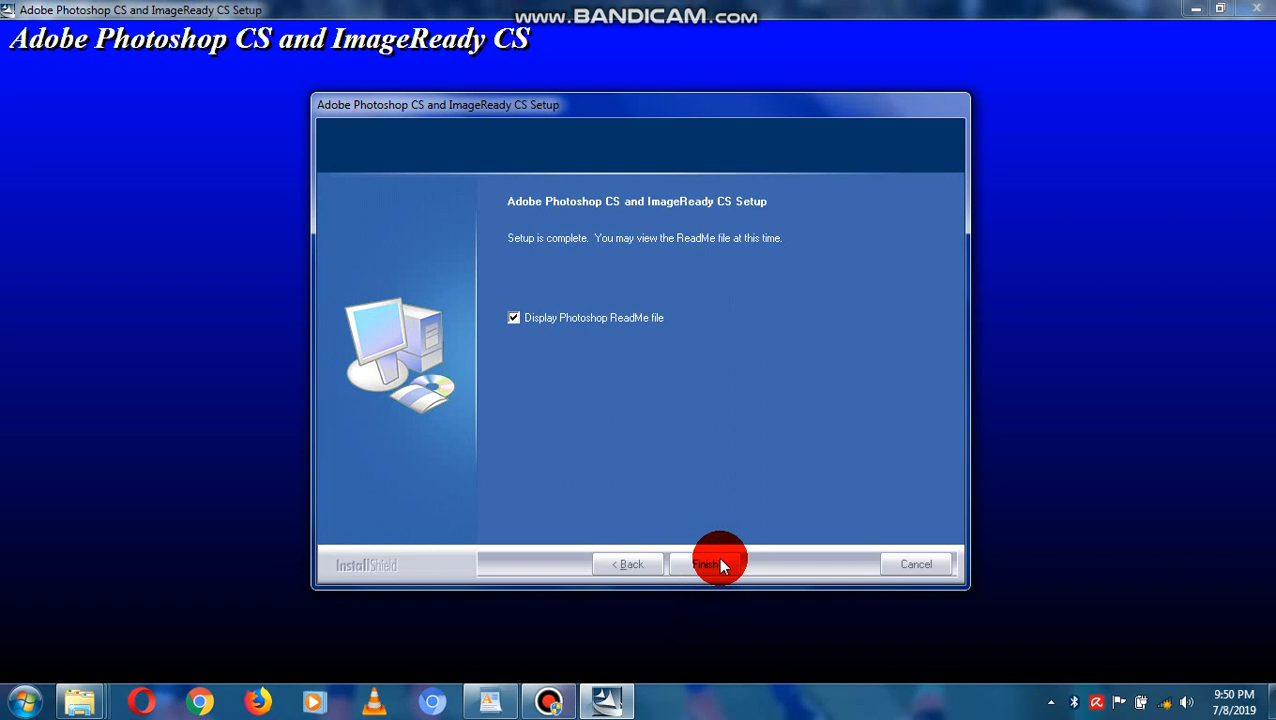 Adobe Photoshop CS and ImageReady CS Setup
www.BANDICAM.com
Adobe Photoshop CS and ImageReady CS
Adobe Photoshop CS and ImageReady CS Setup
Adobe Photoshop CS and ImageReady CS Setup
Setup is complete. You may view the ReadMe file at this time.
Display Photoshop ReadMe file
InstallShield
< Back
Finish
Cancel
9:50 PM
7/8/2019